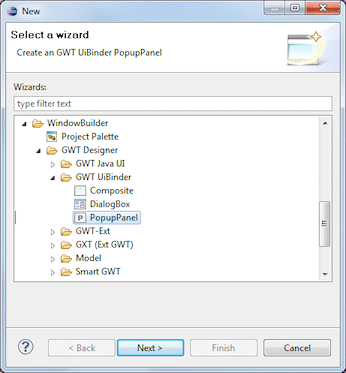 New
Select a wizard
Create an GWT UiBinder PopupPanel
Wizards:
type filter text
WindowBuilder
Project Palette
GWT Designer
GWT Java UI
GWT UiBinder
Composite
DialogBox
PopupPanel
GWT-Ext
GXT (Ext GWT)
Model
Smart GWT
? < Back Next > Finish Cancel